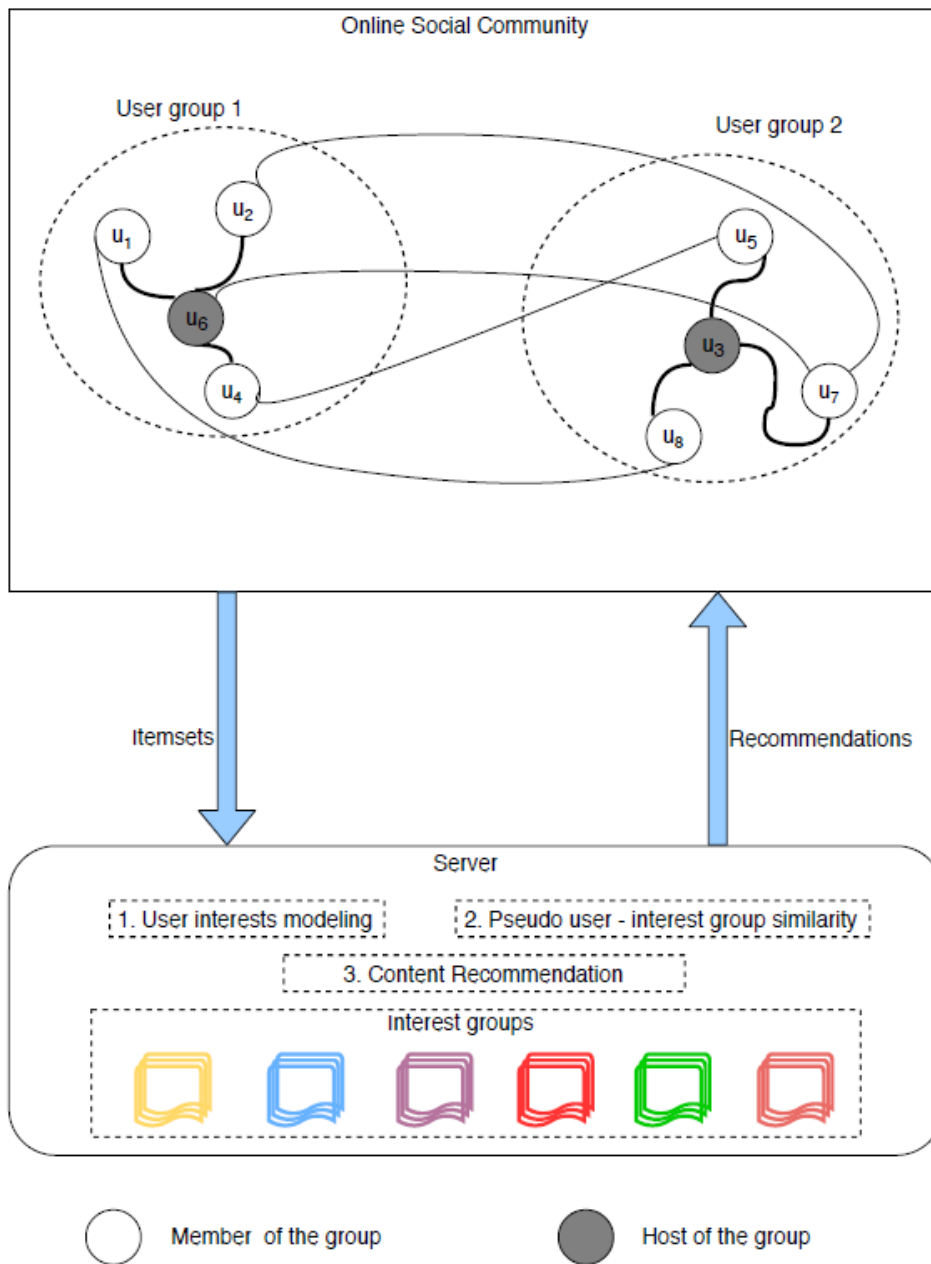 Online Social Community
User group 1
User group 2
u2
u1
u5
u6
u3
u4
u7
u8
Itemsets
Recommendations
Server
1. User interests modeling
2. Pseudo user - interest group similarity
3. Content Recommendation
Interest groups
Member of the group
Host of the group